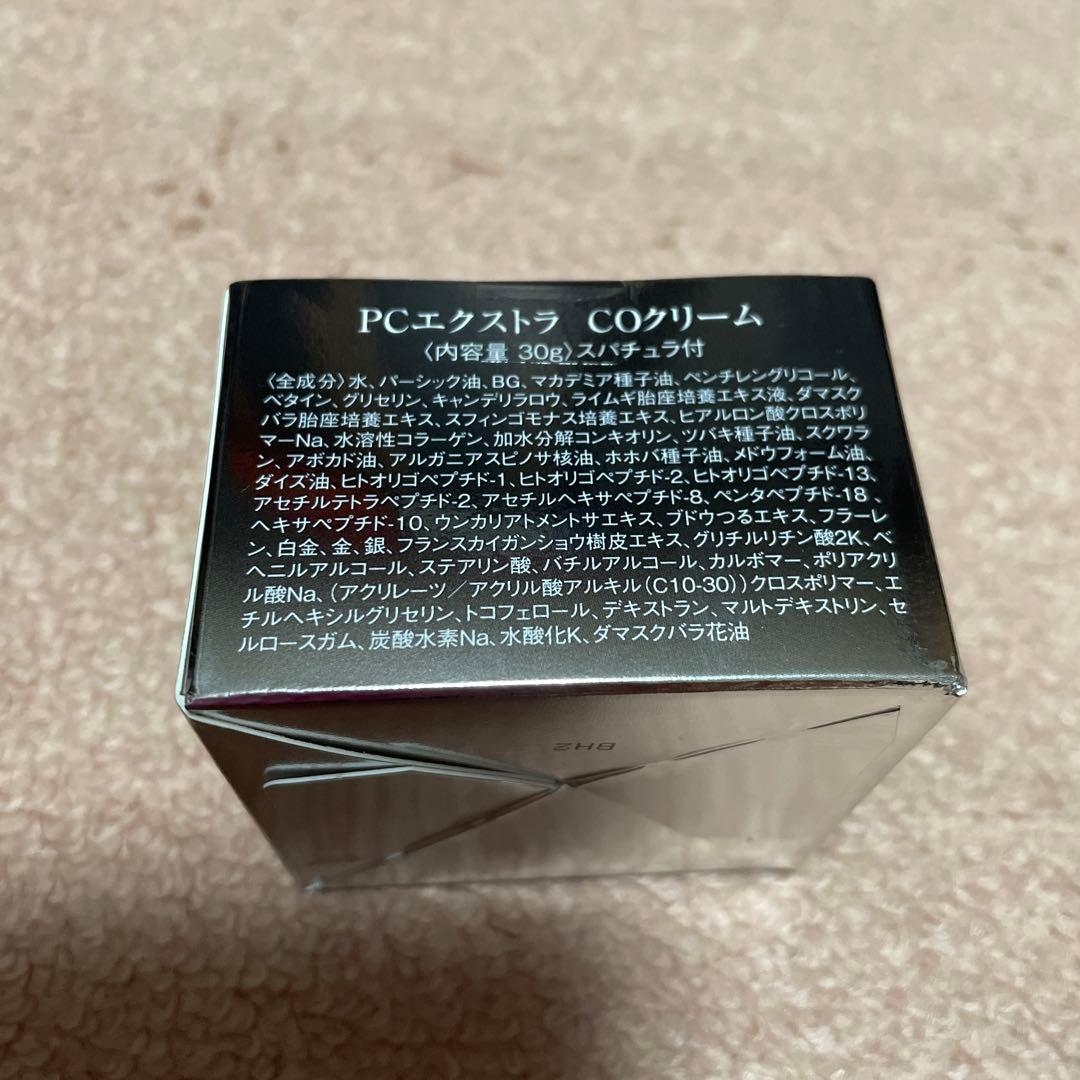 PCエクストラ COクリーム
〈内容量 30g〉スパチュラ付
〈全成分〉水、パーシック油、BG、マカデミア種子油、ペンチレングリコール、
ベタイン、グリセリン、キャンデリラロウ、ライムギ胎座培養エキス液、ダマスク
バラ胎座培養エキス、スフィンゴモナス培養エキス、ヒアルロン酸クロスポリ
マーNa、水溶性コラーゲン、加水分解コンキオリン、ツバキ種子油、スクワラ
ン、アボカド油、アルガニアスピノサ核油、ホホバ種子油、メドウフォーム油、
ダイズ油、ヒトオリゴペプチド-1、ヒトオリゴペプチド-2、ヒトオリゴペプチド-13、
アセチルテトラペプチド-2、アセチルヘキサペプチド-8、ペンタペプチド-18、
ヘキサペプチド-10、ウンカリアトメントサエキス、ブドウつるエキス、フラーレ
ン、白金、金、銀、フランスカイガンショウ樹皮エキス、グリチルリチン酸2K、ベ
ヘニルアルコール、ステアリン酸、バチルアルコール、カルボマー、ポリアクリ
ル酸Na、（アクリレーツ／アクリル酸アルキル（C10-30））クロスポリマー、エ
チルヘキシルグリセリン、トコフェロール、デキストラン、マルトデキストリン、セ
ルロースガム、炭酸水素Na、水酸化K、ダマスクバラ花油
BH2